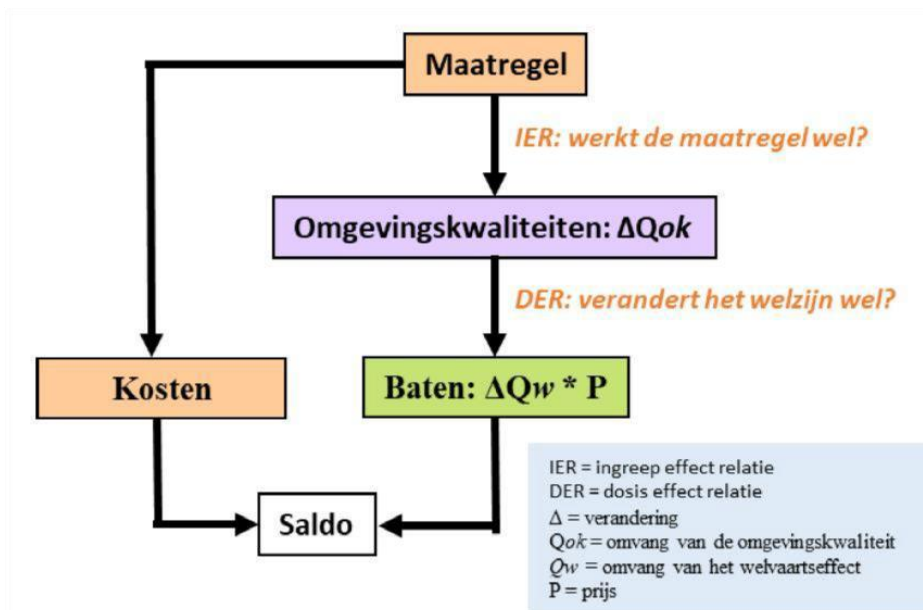 Maatregel
IER: werkt de maatregel wel?
Omgevingskwaliteiten: ΔQok
DER: verandert het welzijn wel?
Kosten
Baten: ΔQw * P
Saldo
IER = ingreep effect relatie
DER = dosis effect relatie
Δ = verandering
Qok = omvang van de omgevingskwaliteit
Qw = omvang van het welvaartseffect
P = prijs